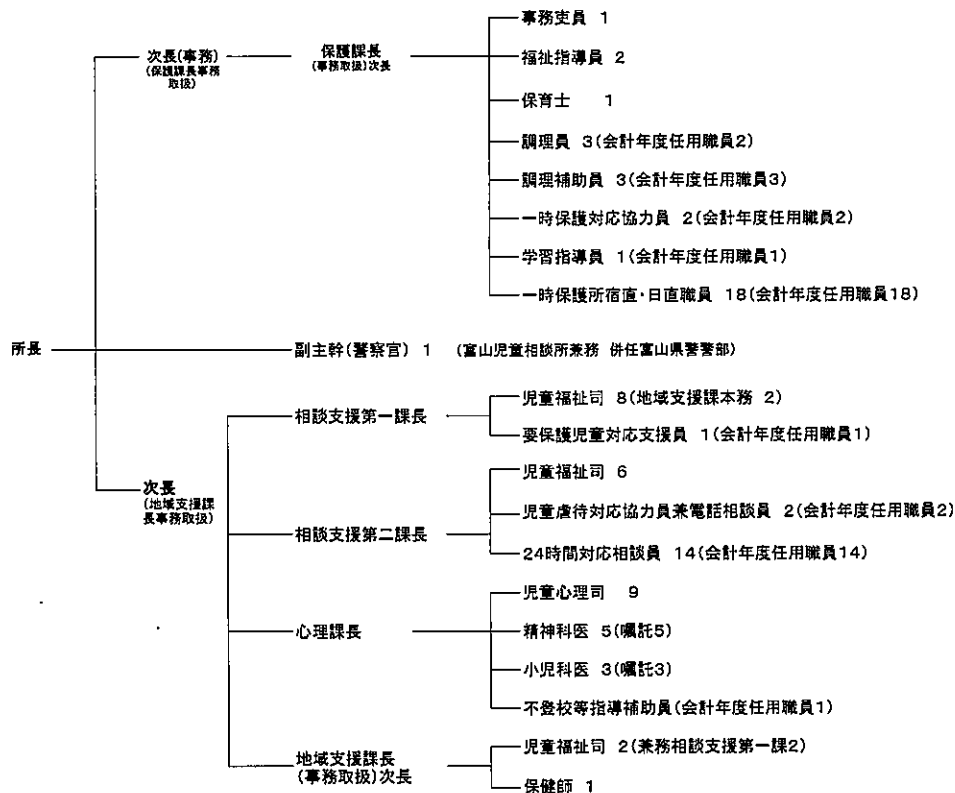 所長
次長(事務)
(保護課長事務
取扱)
保護課長
(事務取扱)次長
事務吏員 1
福祉指導員 2
保育士 1
調理員 3(会計年度任用職員2)
調理補助員 3(会計年度任用職員3)
一時保護対応協力員 2(会計年度任用職員2)
学習指導員 1(会計年度任用職員1)
一時保護所宿直・日直職員 18(会計年度任用職員18)
副主幹(警察官) 1 (富山児童相談所兼務 併任富山県警警部)
次長
(地域支援課
長事務取扱)
相談支援第一課長
児童福祉司 8(地域支援課本務 2)
要保護児童対応支援員 1(会計年度任用職員1)
相談支援第二課長
児童福祉司 6
児童虐待対応協力員兼電話相談員 2(会計年度任用職員2)
24時間対応相談員 14(会計年度任用職員14)
心理課長
児童心理司 9
精神科医 5(嘱託5)
小児科医 3(嘱託3)
不登校等指導補助員(会計年度任用職員1)
地域支援課長
(事務取扱)次長
児童福祉司 2(兼務相談支援第一課2)
保健師 1